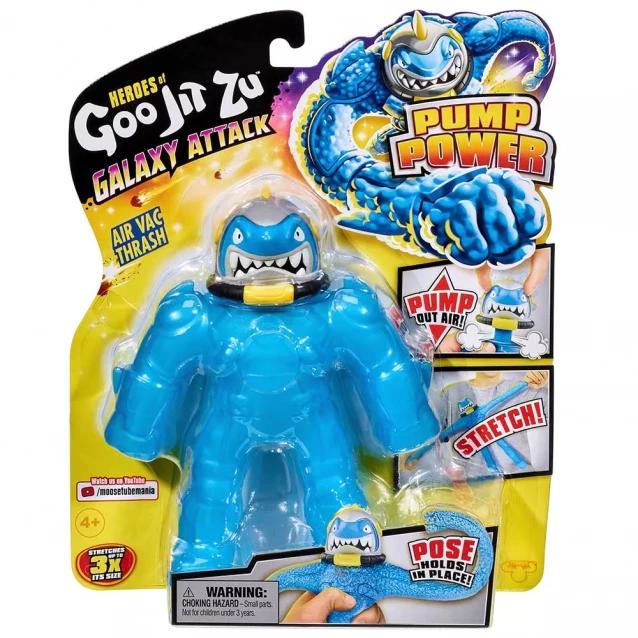 HEROES of
Goo Jit Zu™
GALAXY ATTACK
PUMP
POWER
AIR VAC
THRASH
PUMP
OUT AIR!
STRETCH!
Watch us on YouTube
/moosetubemania
4+
STRETCHES
UP TO
3X
ITS SIZE
POSE
HOLDS
IN PLACE!
WARNING:
CHOKING HAZARD – Small parts.
Not for children under 3 years.